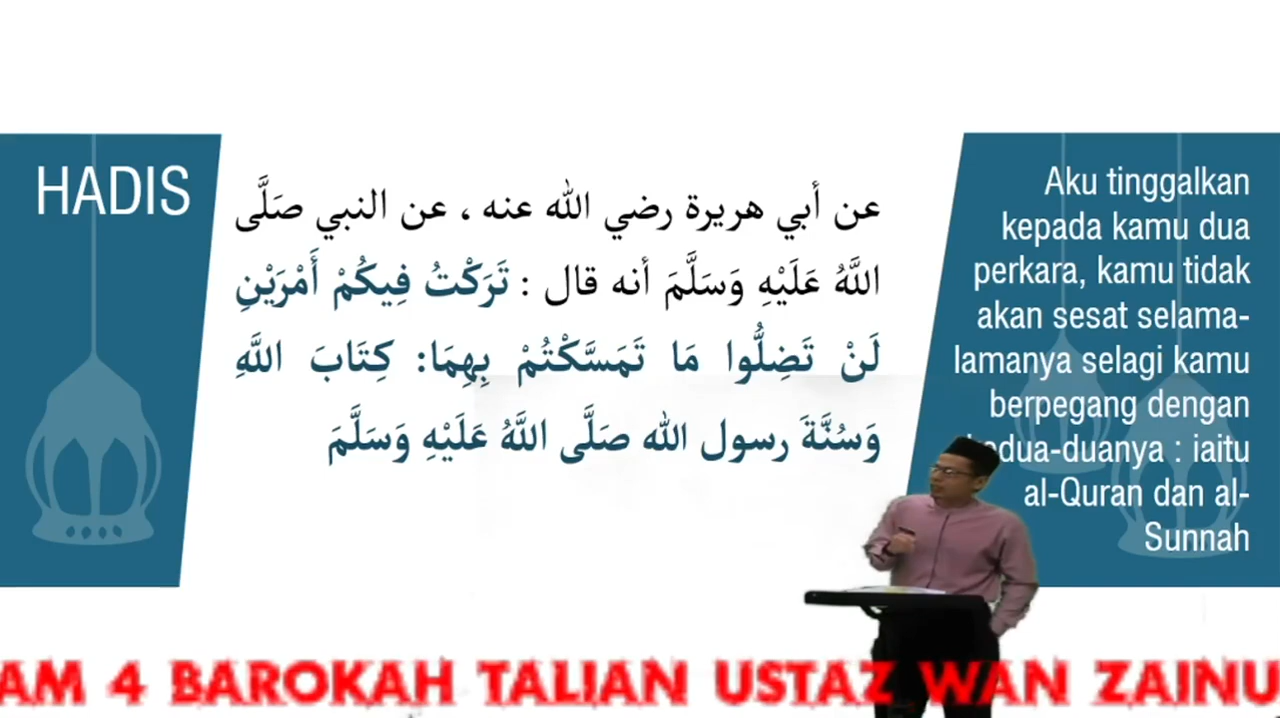 HADIS
عن أبي هريرة رضي الله عنه ، عن النبي صَلَّى
اللَّهُ عَلَيْهِ وَسَلَّمَ أنه قال : تَرَكْتُ فِيكُمْ أَمْرَيْنِ
لَنْ تَضِلُّوا مَا تَمَسَّكْتُمْ بِهِمَا: كِتَابَ اللَّهِ
وَسُنَّةَ رسول الله صَلَّى اللَّهُ عَلَيْهِ وَسَلَّمَ
Aku tinggalkan
kepada kamu dua
perkara, kamu tidak
akan sesat selama-
lamanya selagi kamu
berpegang dengan
edua-duanya : iaitu
al-Quran dan al-
Sunnah
AM 4 BAROKAH TALIAN USTAZ WAN ZAINU